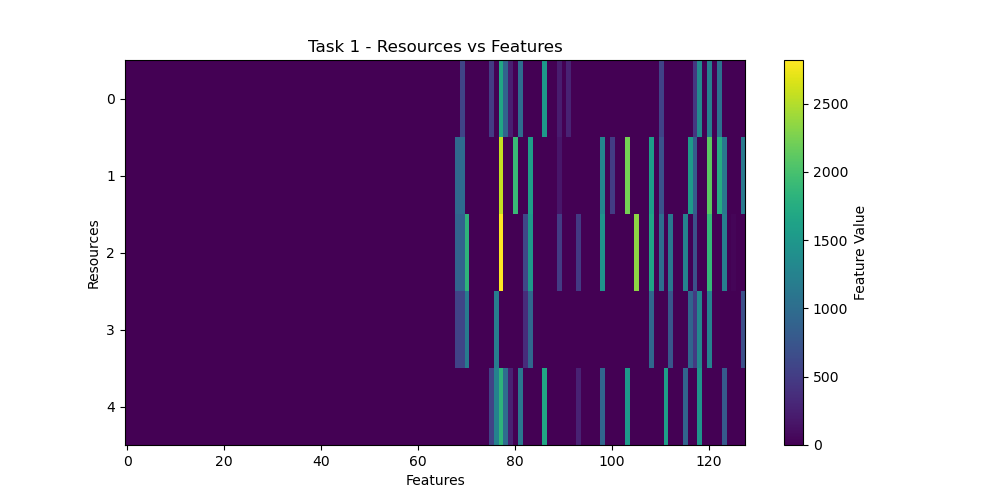 Task 1 - Resources vs Features
Resources
0
1
2
3
4
0 20 40 60 80 100 120
Features
2500
2000
1500
1000
500
0
Feature Value